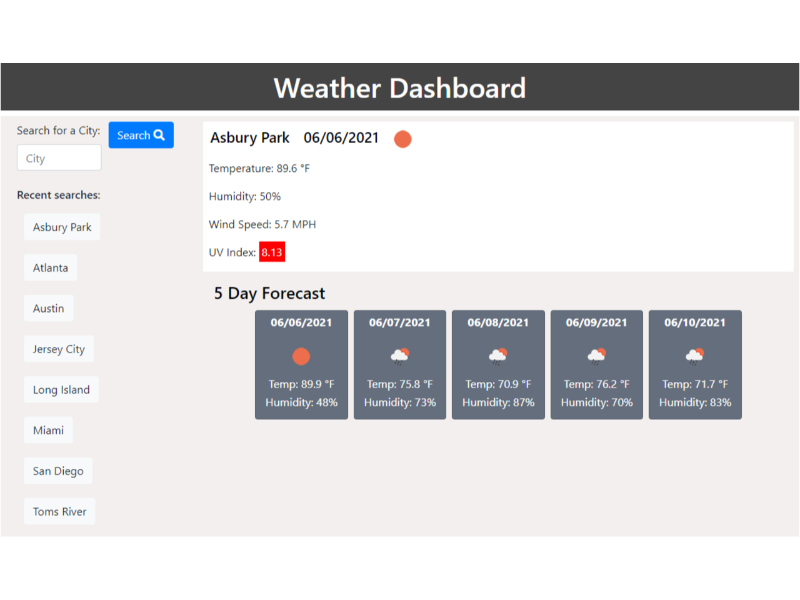 Weather Dashboard
Search for a City:
Search
City
Recent searches:
Asbury Park
Atlanta
Austin
Jersey City
Long Island
Miami
San Diego
Toms River
Asbury Park 06/06/2021
Temperature: 89.6 °F
Humidity: 50%
Wind Speed: 5.7 MPH
UV Index: 8.13
5 Day Forecast
06/06/2021
Temp: 89.9 °F
Humidity: 48%
06/07/2021
Temp: 75.8 °F
Humidity: 73%
06/08/2021
Temp: 70.9 °F
Humidity: 87%
06/09/2021
Temp: 76.2 °F
Humidity: 70%
06/10/2021
Temp: 71.7 °F
Humidity: 83%